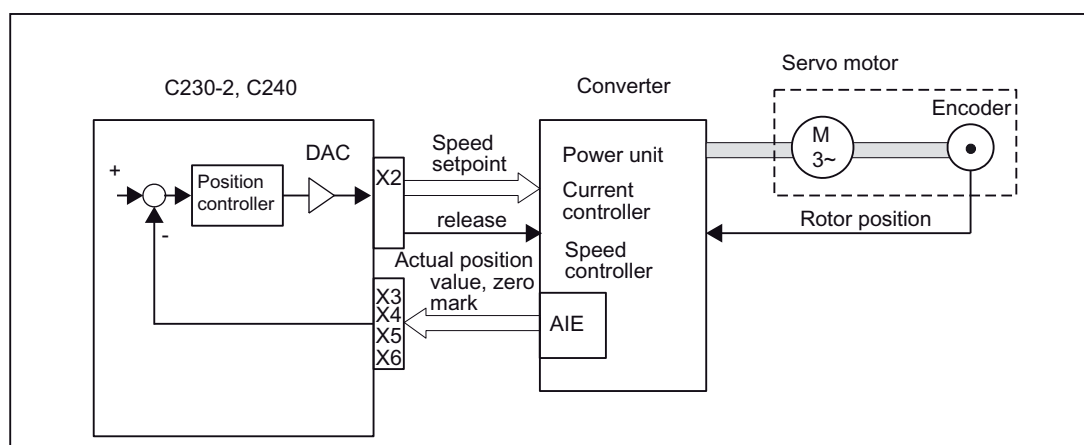 C230-2, C240
Converter
Servo motor
Encoder
M
3~
+
-
Position
controller
DAC
X2
Speed
setpoint
release
Power unit
Current
controller
Speed
controller
Rotor position
Actual position
value, zero
mark
X3
X4
X5
X6
AIE